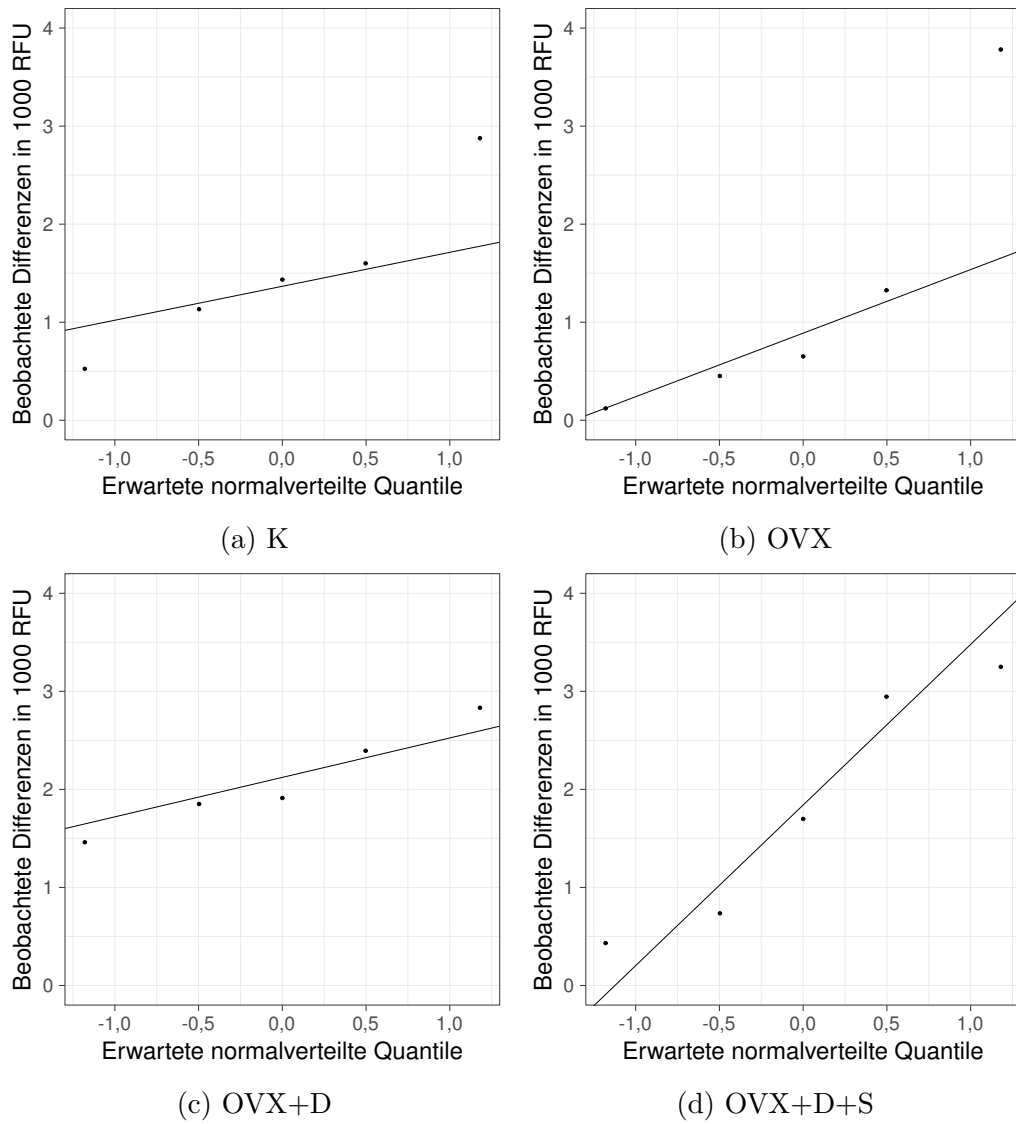 Beobachtete Differenzen in 1000 RFU
4
3
2
1
0
-1,0 -0,5 0,0 0,5 1,0
Erwartete normalverteilte Quantile
(a) K
Beobachtete Differenzen in 1000 RFU
4
3
2
1
0
-1,0 -0,5 0,0 0,5 1,0
Erwartete normalverteilte Quantile
(b) OVX
Beobachtete Differenzen in 1000 RFU
4
3
2
1
0
-1,0 -0,5 0,0 0,5 1,0
Erwartete normalverteilte Quantile
(c) OVX+D
Beobachtete Differenzen in 1000 RFU
4
3
2
1
0
-1,0 -0,5 0,0 0,5 1,0
Erwartete normalverteilte Quantile
(d) OVX+D+S